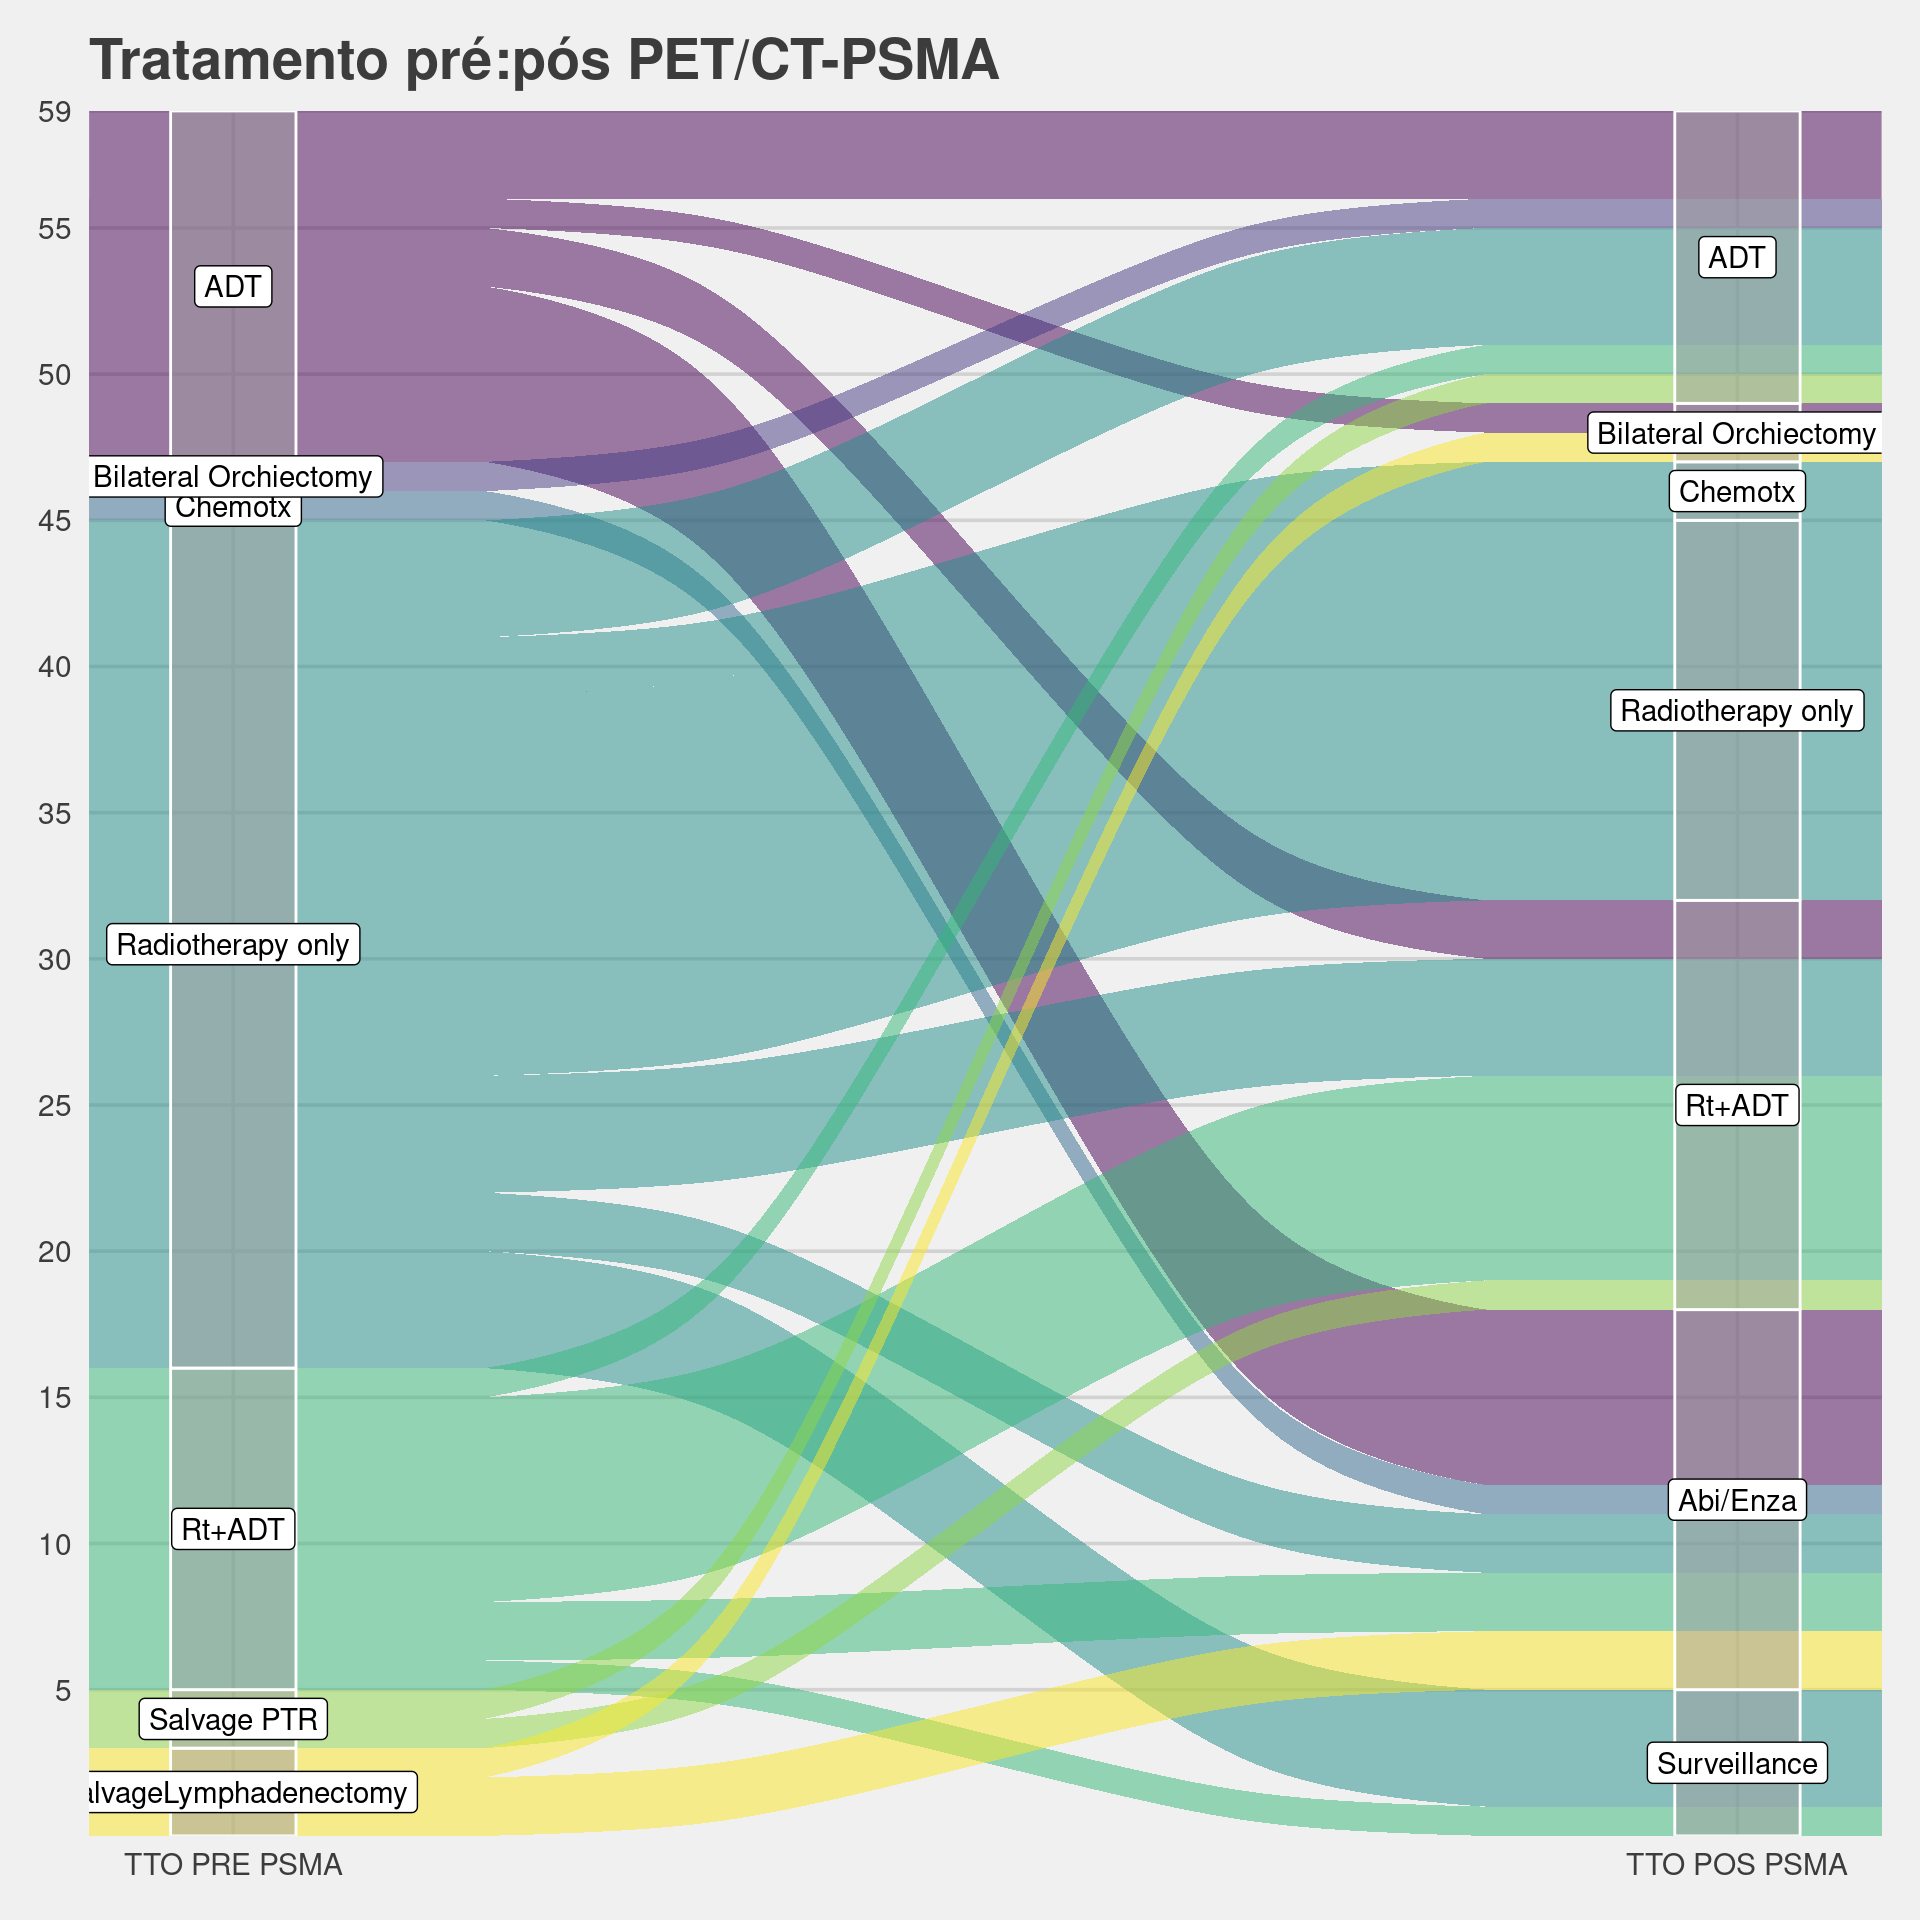 Tratamento pré:pós PET/CT-PSMA
59
55
50
45
40
35
30
25
20
15
10
5
ADT
Bilateral Orchiectomy
Chemotx
Radiotherapy only
Rt+ADT
Salvage PTR
alvageLymphadenectomy
ADT
Bilateral Orchiectomy
Chemotx
Radiotherapy only
Rt+ADT
Abi/Enza
Surveillance
TTO PRE PSMA
TTO POS PSMA